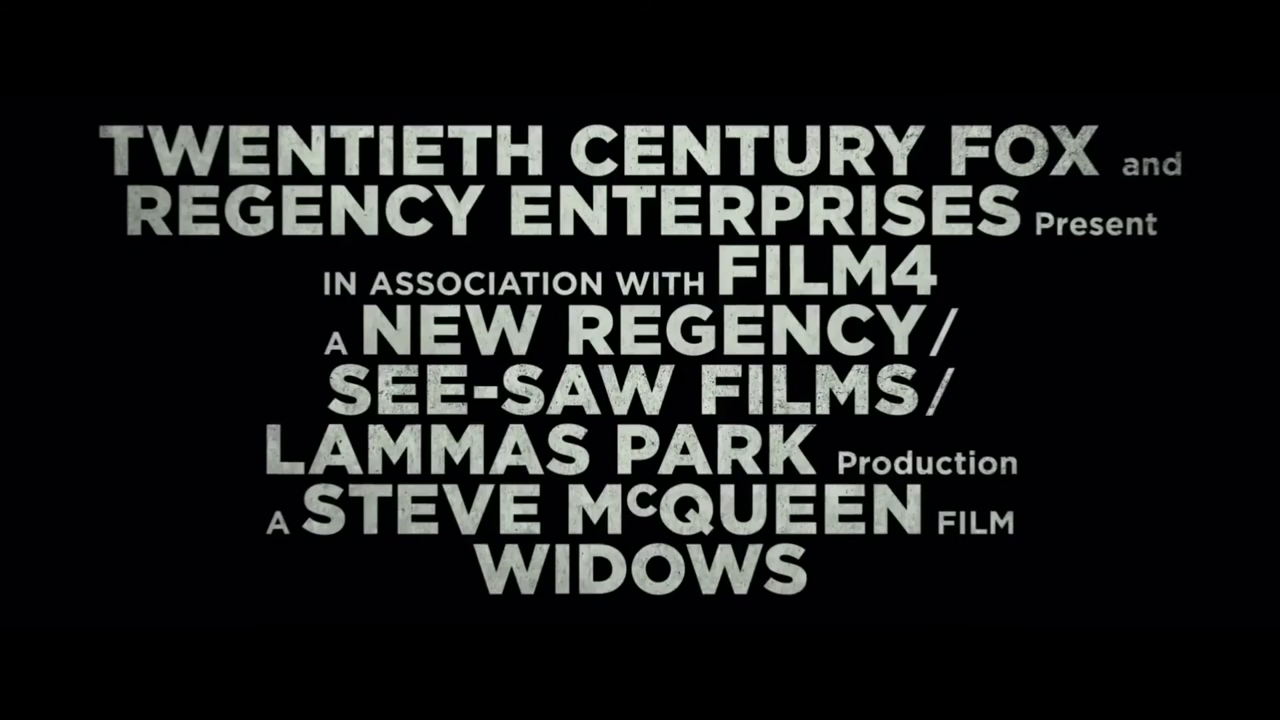 TWENTIETH CENTURY FOX and
REGENCY ENTERPRISES Present
IN ASSOCIATION WITH FILM4
A NEW REGENCY/
SEE-SAW FILMS/
LAMMAS PARK Production
A STEVE McQUEEN FILM
WIDOWS